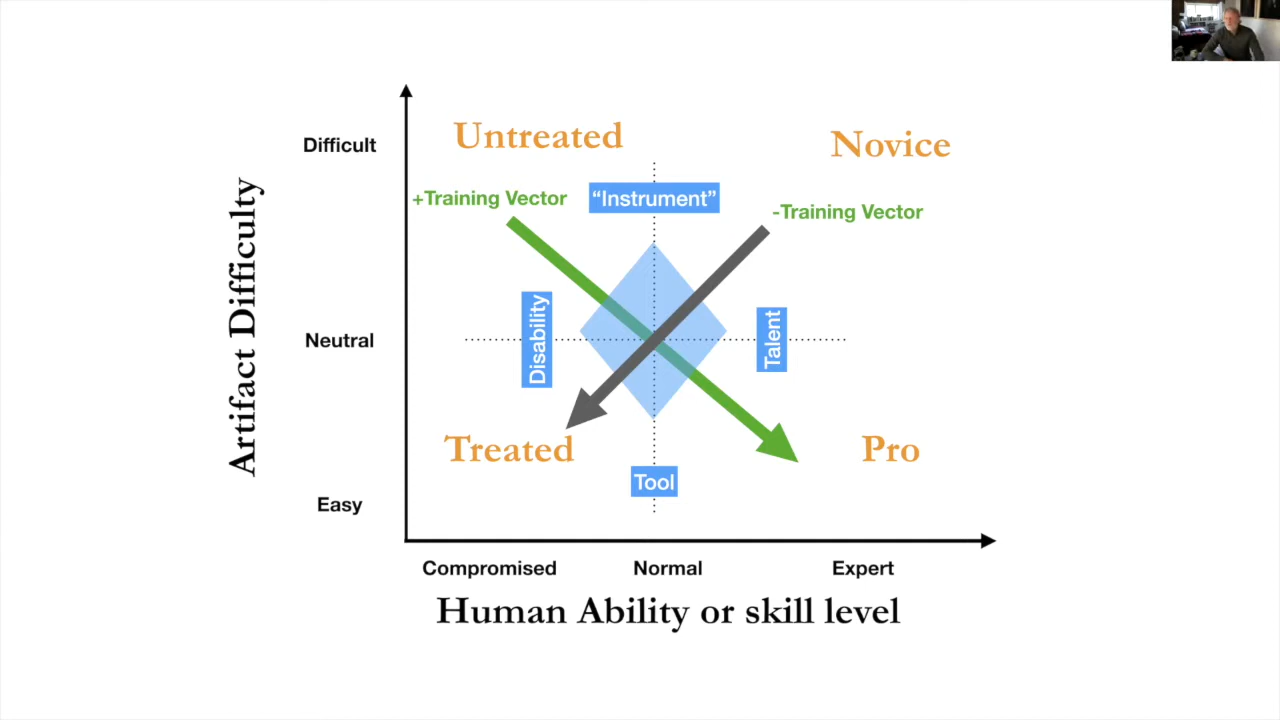 Untreated
Novice
Difficult
+Training Vector
“Instrument”
-Training Vector
Artifact Difficulty
Disability
Talent
Neutral
Treated
Pro
Tool
Easy
Compromised
Normal
Expert
Human Ability or skill level